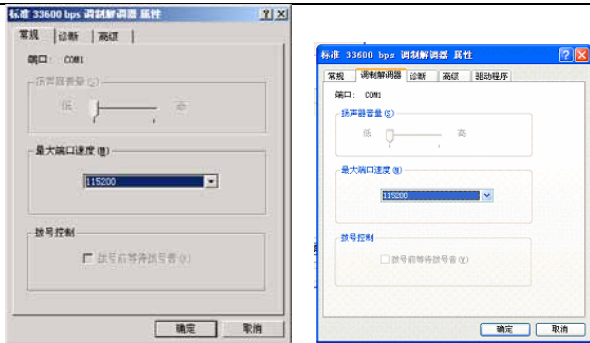 标准 33600 bps 调制解调器 属性
常规 诊断 高级
端口： COM1
扬声器音量(S)
低 高
最大端口速度(M)
115200
拨号控制
拨号前等待拨号音(W)
确定 取消
标准 33600 bps 调制解调器 属性
常规 调制解调器 诊断 高级 驱动程序
端口： COM1
扬声器音量(S)
低 高
最大端口速度(M)
115200
拨号控制
拨号前等待拨号音(Y)
确定 取消